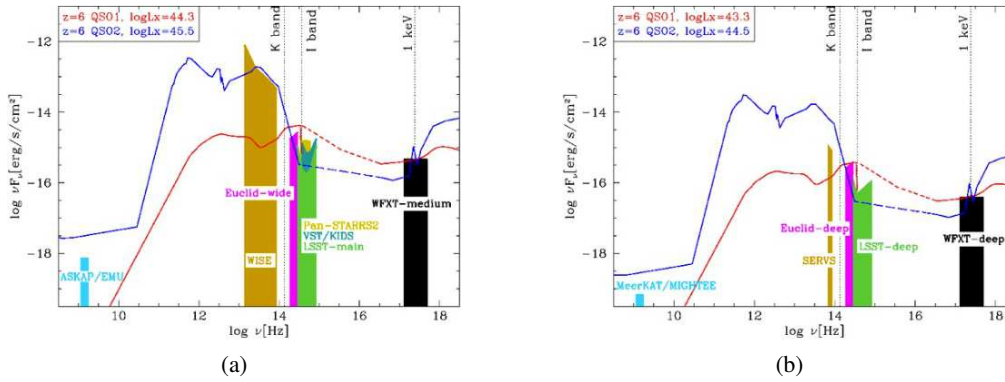 z=6 QSO1, logLx=44.3
z=6 QSO2, logLx=45.5
K band
I band
1 keV
-12
-14
-16
-18
log νFν[erg/s/cm²]
Euclid-wide
Pan-STARRS2
VST/KIDS
LSST-main
WFXT-medium
WISE
ASKAP/EMU
10
12
14
16
18
log ν[Hz]
(a)
z=6 QSO1, logLx=43.3
z=6 QSO2, logLx=44.5
K band
I band
1 keV
-12
-14
-16
-18
log νFν[erg/s/cm²]
Euclid-deep
LSST-deep
WFXT-deep
SERVS
MeerKAT/MIGHTEE
10
12
14
16
18
log ν[Hz]
(b)